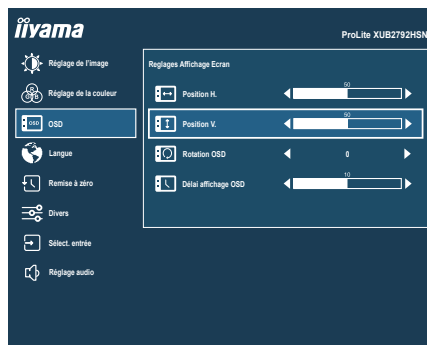 iiyama
ProLite XUB2792HSN
Réglage de l'image
Réglage de la couleur
R
G B
OSD
OSD
Langue
Remise à zéro
Divers
Sélect. entrée
Réglage audio
Reglages Affichage Ecran
Position H.
50
Position V.
50
Rotation OSD
0
Délai affichage OSD
10